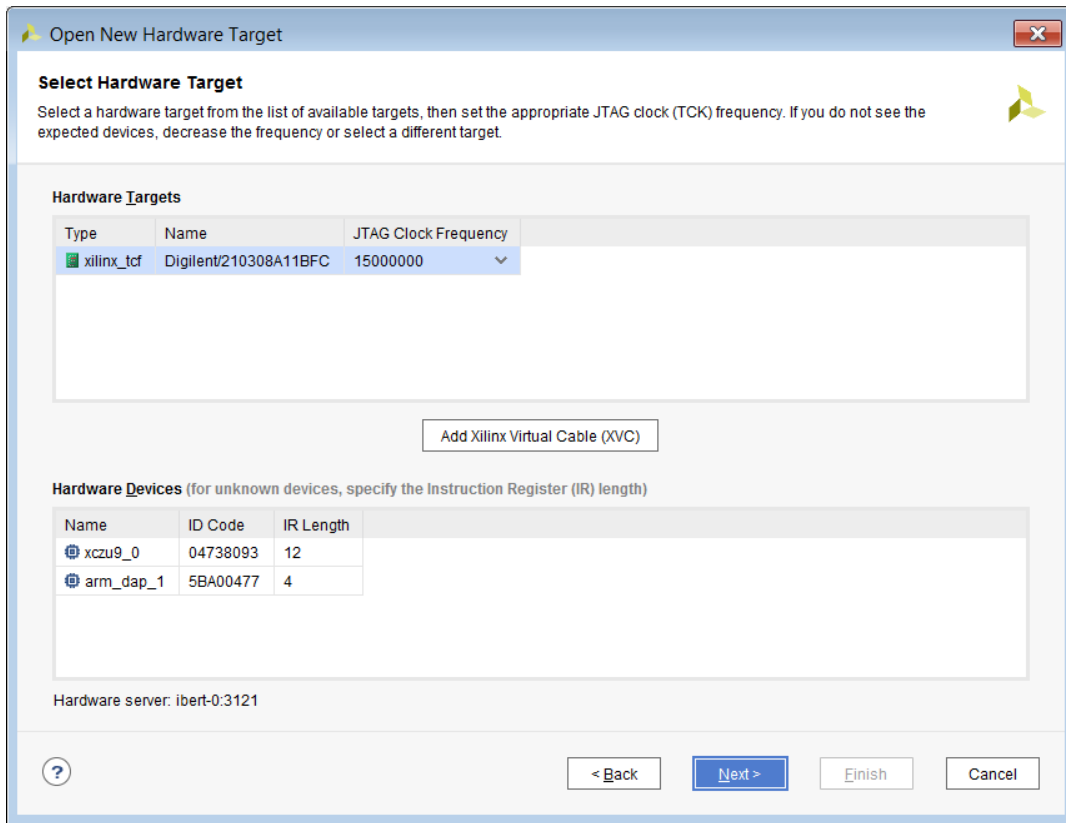 Open New Hardware Target
Select Hardware Target
Select a hardware target from the list of available targets, then set the appropriate JTAG clock (TCK) frequency. If you do not see the
expected devices, decrease the frequency or select a different target.
Hardware Targets
Type Name JTAG Clock Frequency
xilinx_tcf Digilent/210308A11BFC 15000000
Add Xilinx Virtual Cable (XVC)
Hardware Devices (for unknown devices, specify the Instruction Register (IR) length)
Name ID Code IR Length
xczu9_0 04738093 12
arm_dap_1 5BA00477 4
Hardware server: ibert-0:3121
? < Back Next > Finish Cancel